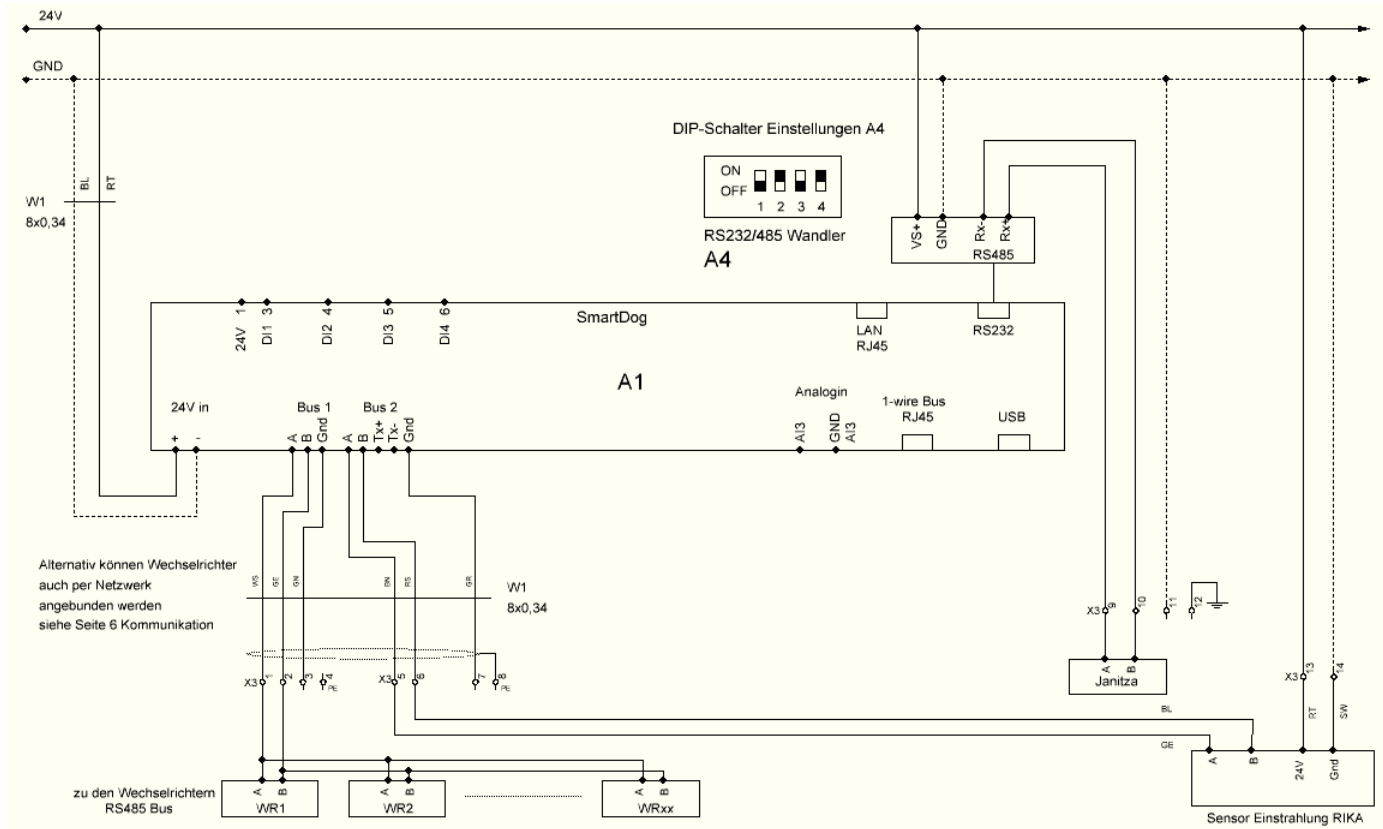 24V
GND
DIP-Schalter Einstellungen A4
ON
OFF
1 2 3 4
RS232/485 Wandler
A4
BL
RT
W1
8x0,34
VS+
GND
Rx-
Rx+
RS485
24V 1
DI1 3
DI2 4
DI3 5
DI4 6
SmartDog
LAN
RJ45
RS232
A1
24V in
+
-
Bus 1
A
B
Gnd
Bus 2
A
B
Tx+
Tx-
Gnd
Analogin
AI3
GND
AI3
1-wire Bus
RJ45
USB
Alternativ können Wechselrichter
auch per Netzwerk
angebunden werden
siehe Seite 6 Kommunikation
WS
GE
GN
BN
RS
GR
W1
8x0,34
X3 1 2 3 4
PE
X3 5 6 7 8
PE
X3 9 10 11 12
A B
Janitza
X3 13 14
RT
SW
BL
GE
A B 24V Gnd
Sensor Einstrahlung RIKA
zu den Wechselrichtern
RS485 Bus
A B
WR1
A B
WR2
A B
WRxx